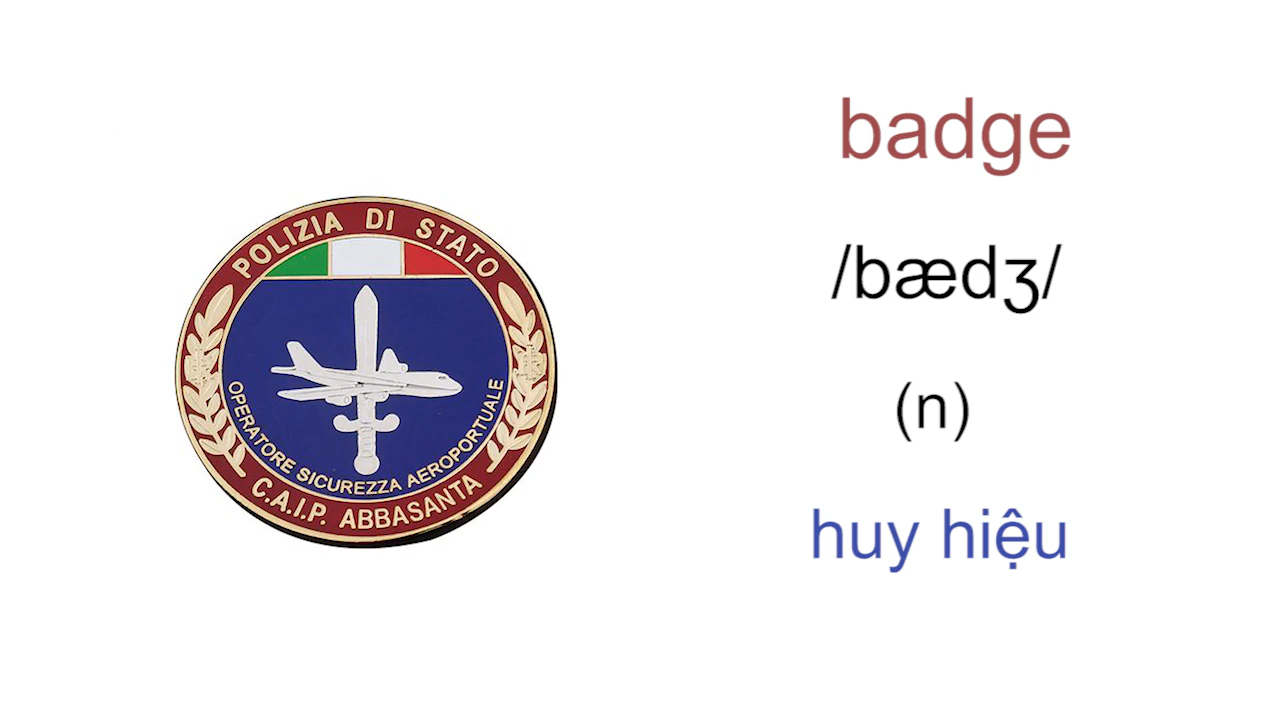 POLIZIA DI STATO
OPERATORE SICUREZZA AEROPORTUALE
C.A.I.P. ABBASANTA
badge
/bædʒ/
(n)
huy hiệu